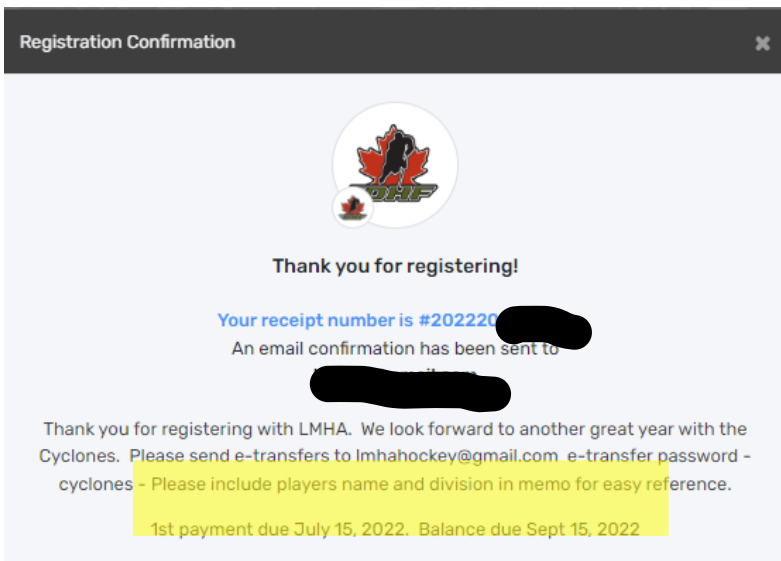 Registration Confirmation
OHF
Thank you for registering!
Your receipt number is #202220
An email confirmation has been sent to
Thank you for registering with LMHA. We look forward to another great year with the
Cyclones. Please send e-transfers to lmhahockey@gmail.com e-transfer password -
cyclones - Please include players name and division in memo for easy reference.
1st payment due July 15, 2022. Balance due Sept 15, 2022